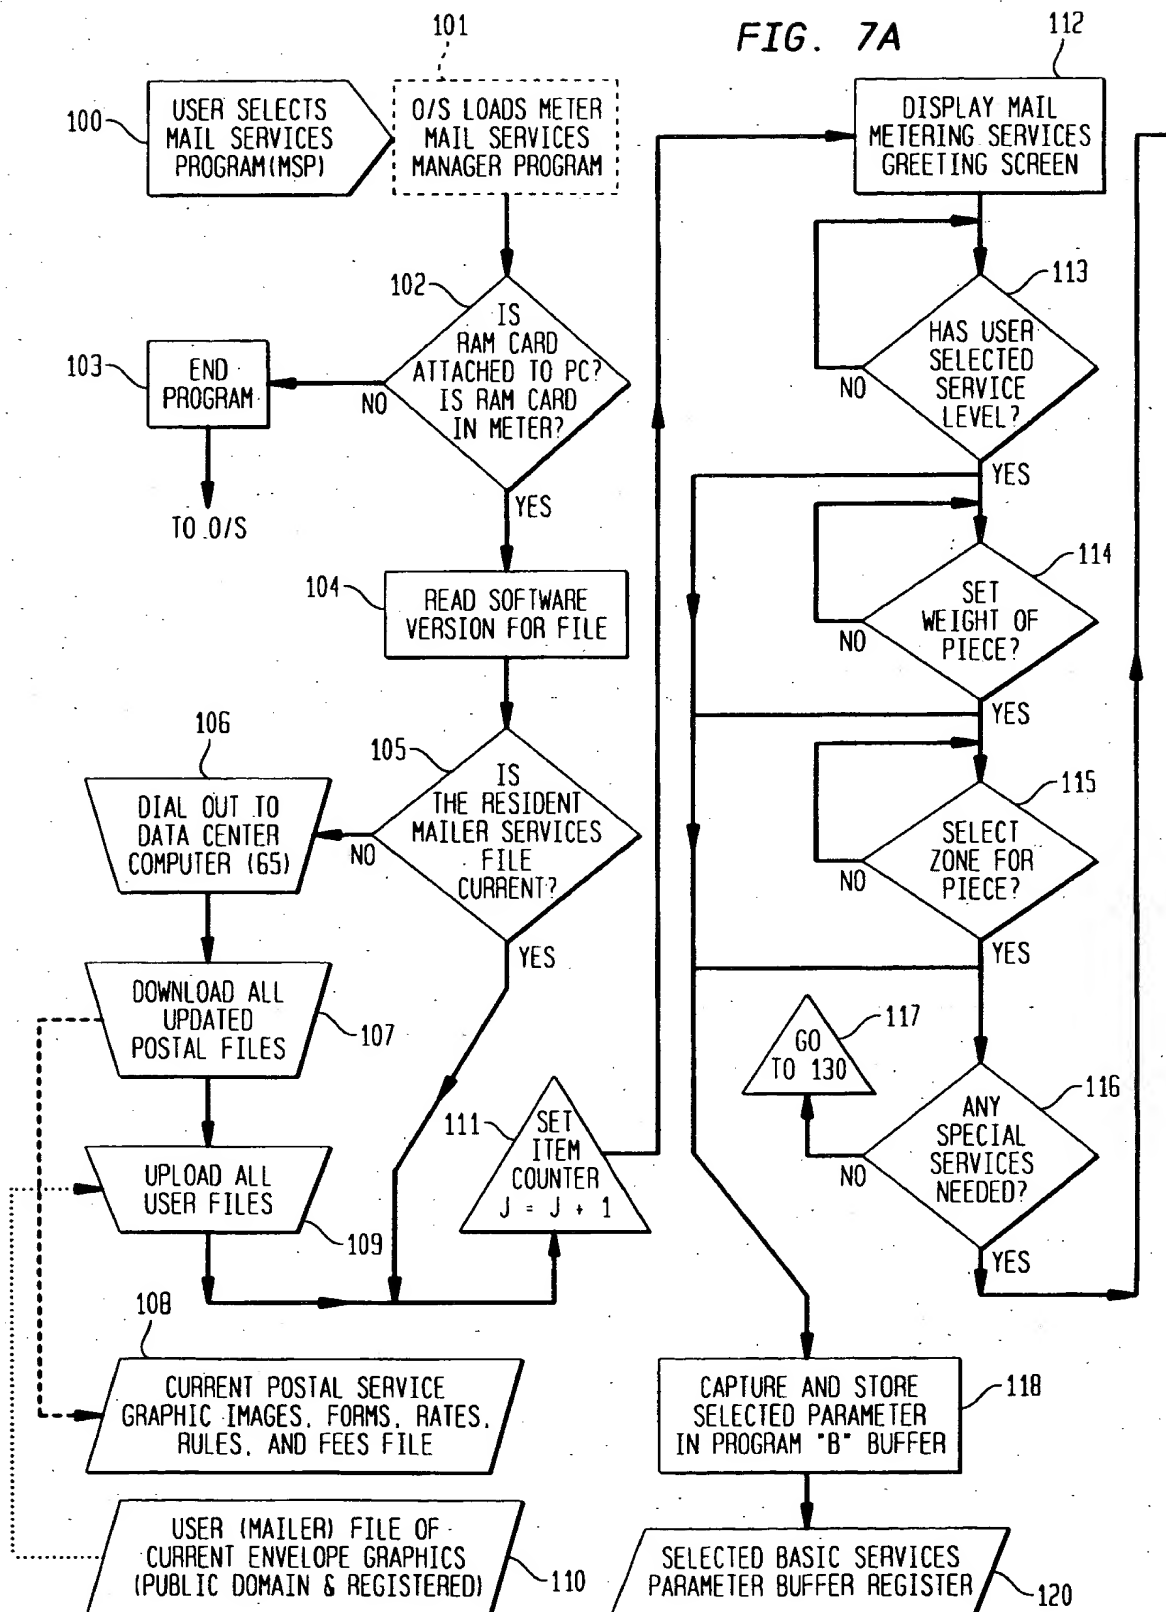 FIG. 7A
101
100
USER SELECTS
MAIL SERVICES
PROGRAM(MSP)
O/S LOADS METER
MAIL SERVICES
MANAGER PROGRAM
102
IS
RAM CARD
ATTACHED TO PC?
IS RAM CARD
IN METER?
NO
YES
103
END
PROGRAM
TO O/S
104
READ SOFTWARE
VERSION FOR FILE
105
IS
THE RESIDENT
MAILER SERVICES
FILE
CURRENT?
NO
YES
106
DIAL OUT TO
DATA CENTER
COMPUTER (65)
DOWNLOAD ALL
UPDATED
POSTAL FILES
107
UPLOAD ALL
USER FILES
109
111
SET
ITEM
COUNTER
J = J + 1
108
CURRENT POSTAL SERVICE
GRAPHIC IMAGES, FORMS, RATES,
RULES, AND FEES FILE
USER (MAILER) FILE OF
CURRENT ENVELOPE GRAPHICS
(PUBLIC DOMAIN & REGISTERED)
110
112
DISPLAY MAIL
METERING SERVICES
GREETING SCREEN
113
HAS USER
SELECTED
SERVICE
LEVEL?
NO
YES
114
SET
WEIGHT OF
PIECE?
NO
YES
115
SELECT
ZONE FOR
PIECE?
NO
YES
117
GO
TO 130
116
ANY
SPECIAL
SERVICES
NEEDED?
NO
YES
CAPTURE AND STORE
SELECTED PARAMETER
IN PROGRAM "B" BUFFER
118
SELECTED BASIC SERVICES
PARAMETER BUFFER REGISTER
120